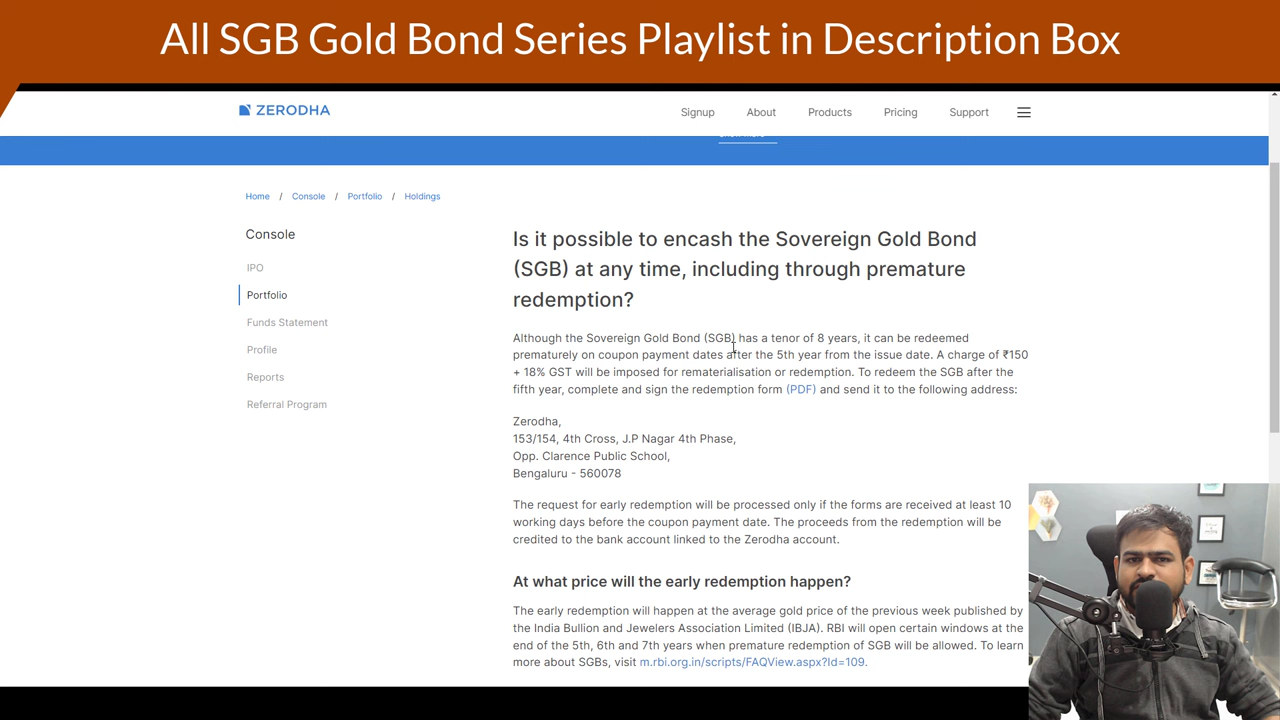 All SGB Gold Bond Series Playlist in Description Box
ZERODHA
Signup About Products Pricing Support
Home / Console / Portfolio / Holdings
Console
IPO
Portfolio
Funds Statement
Profile
Reports
Referral Program
Is it possible to encash the Sovereign Gold Bond
(SGB) at any time, including through premature
redemption?
Although the Sovereign Gold Bond (SGB) has a tenor of 8 years, it can be redeemed
prematurely on coupon payment dates after the 5th year from the issue date. A charge of ₹150
+ 18% GST will be imposed for rematerialisation or redemption. To redeem the SGB after the
fifth year, complete and sign the redemption form (PDF) and send it to the following address:
Zerodha,
153/154, 4th Cross, J.P Nagar 4th Phase,
Opp. Clarence Public School,
Bengaluru - 560078
The request for early redemption will be processed only if the forms are received at least 10
working days before the coupon payment date. The proceeds from the redemption will be
credited to the bank account linked to the Zerodha account.
At what price will the early redemption happen?
The early redemption will happen at the average gold price of the previous week published by
the India Bullion and Jewelers Association Limited (IBJA). RBI will open certain windows at the
end of the 5th, 6th and 7th years when premature redemption of SGB will be allowed. To learn
more about SGBs, visit m.rbi.org.in/scripts/FAQView.aspx?Id=109.